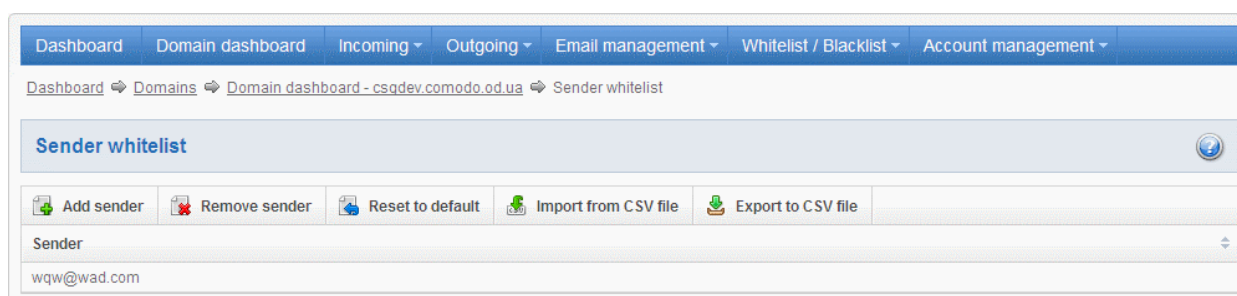 Dashboard Domain dashboard Incoming Outgoing Email management Whitelist / Blacklist Account management
Dashboard Domains Domain dashboard - csgdev.comodo.od.ua Sender whitelist
Sender whitelist
Add sender Remove sender Reset to default Import from CSV file Export to CSV file
Sender
wqw@wad.com